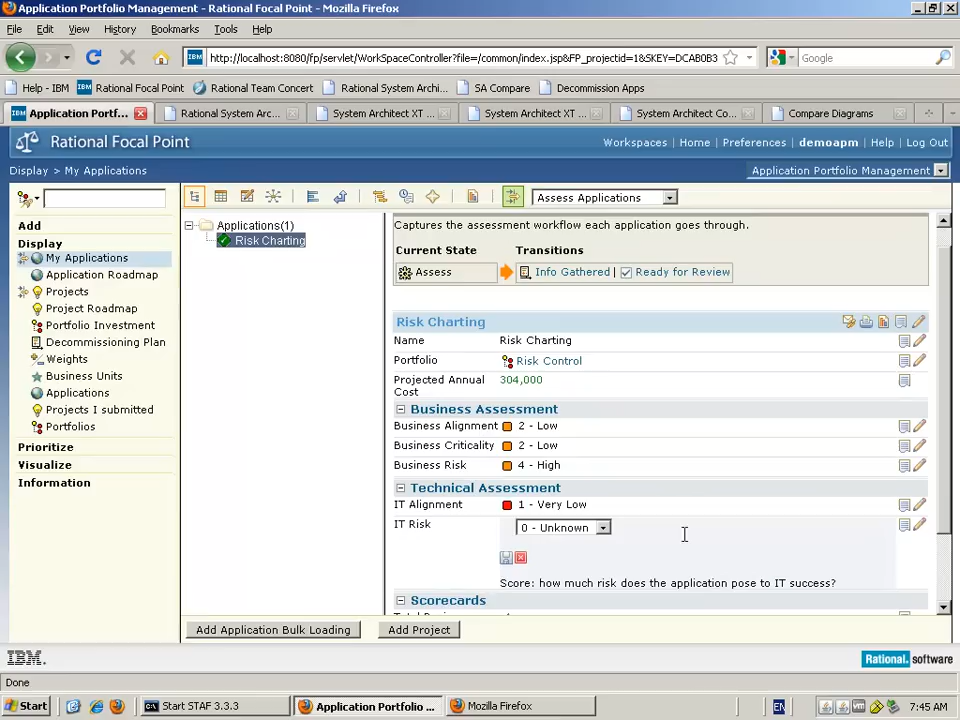 Application Portfolio Management - Rational Focal Point - Mozilla Firefox
File Edit View History Bookmarks Tools Help
IBM http://localhost:8080/fp/servlet/WorkSpaceController?file=/common/index.jsp&FP_projectid=1&SKEY=DCAB0B3 Google
Help - IBM IBM Rational Focal Point Rational Team Concert Rational System Archi... SA Compare Decommission Apps
IBM Application Portf... Rational System Arc... System Architect XT ... System Architect XT ... System Architect Co... Compare Diagrams
Rational Focal Point Workspaces | Home | Preferences | demoapm | Help | Log Out
Display > My Applications Application Portfolio Management
Assess Applications
Add
Display
My Applications
Application Roadmap
Projects
Project Roadmap
Portfolio Investment
Decommissioning Plan
Weights
Business Units
Applications
Projects I submitted
Portfolios
Prioritize
Visualize
Information
Applications(1)
Risk Charting
Captures the assessment workflow each application goes through.
Current State Transitions
Assess Info Gathered | Ready for Review
Risk Charting
Name Risk Charting
Portfolio Risk Control
Projected Annual Cost 304,000
Business Assessment
Business Alignment 2 - Low
Business Criticality 2 - Low
Business Risk 4 - High
Technical Assessment
IT Alignment 1 - Very Low
IT Risk 0 - Unknown
Score: how much risk does the application pose to IT success?
Scorecards
Add Application Bulk Loading Add Project
IBM. Rational. software
Done
Start Start STAF 3.3.3 Application Portfolio ... Mozilla Firefox EN 7:45 AM